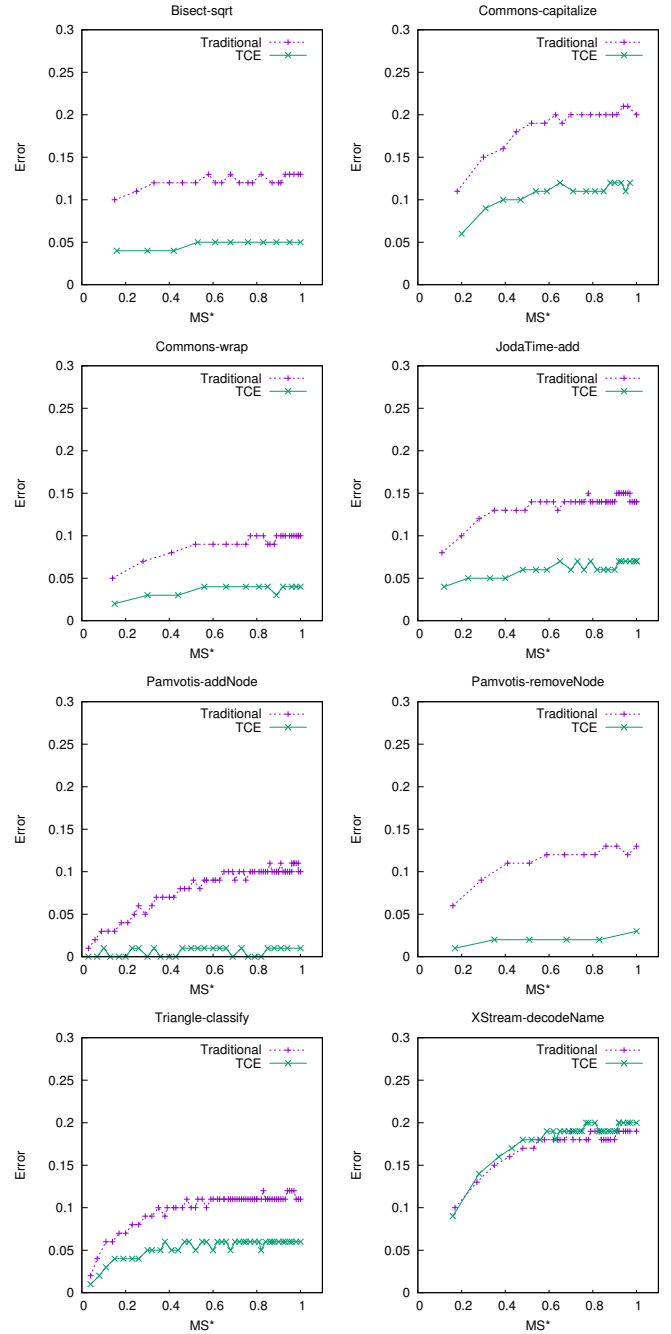 Bisect-sqrt
Traditional
TCE
0.3
0.25
0.2
0.15
0.1
0.05
0
Error
0 0.2 0.4 0.6 0.8 1
MS*
Commons-capitalize
Traditional
TCE
0.3
0.25
0.2
0.15
0.1
0.05
0
Error
0 0.2 0.4 0.6 0.8 1
MS*
Commons-wrap
Traditional
TCE
0.3
0.25
0.2
0.15
0.1
0.05
0
Error
0 0.2 0.4 0.6 0.8 1
MS*
JodaTime-add
Traditional
TCE
0.3
0.25
0.2
0.15
0.1
0.05
0
Error
0 0.2 0.4 0.6 0.8 1
MS*
Pamvotis-addNode
Traditional
TCE
0.3
0.25
0.2
0.15
0.1
0.05
0
Error
0 0.2 0.4 0.6 0.8 1
MS*
Pamvotis-removeNode
Traditional
TCE
0.3
0.25
0.2
0.15
0.1
0.05
0
Error
0 0.2 0.4 0.6 0.8 1
MS*
Triangle-classify
Traditional
TCE
0.3
0.25
0.2
0.15
0.1
0.05
0
Error
0 0.2 0.4 0.6 0.8 1
MS*
XStream-decodeName
Traditional
TCE
0.3
0.25
0.2
0.15
0.1
0.05
0
Error
0 0.2 0.4 0.6 0.8 1
MS*